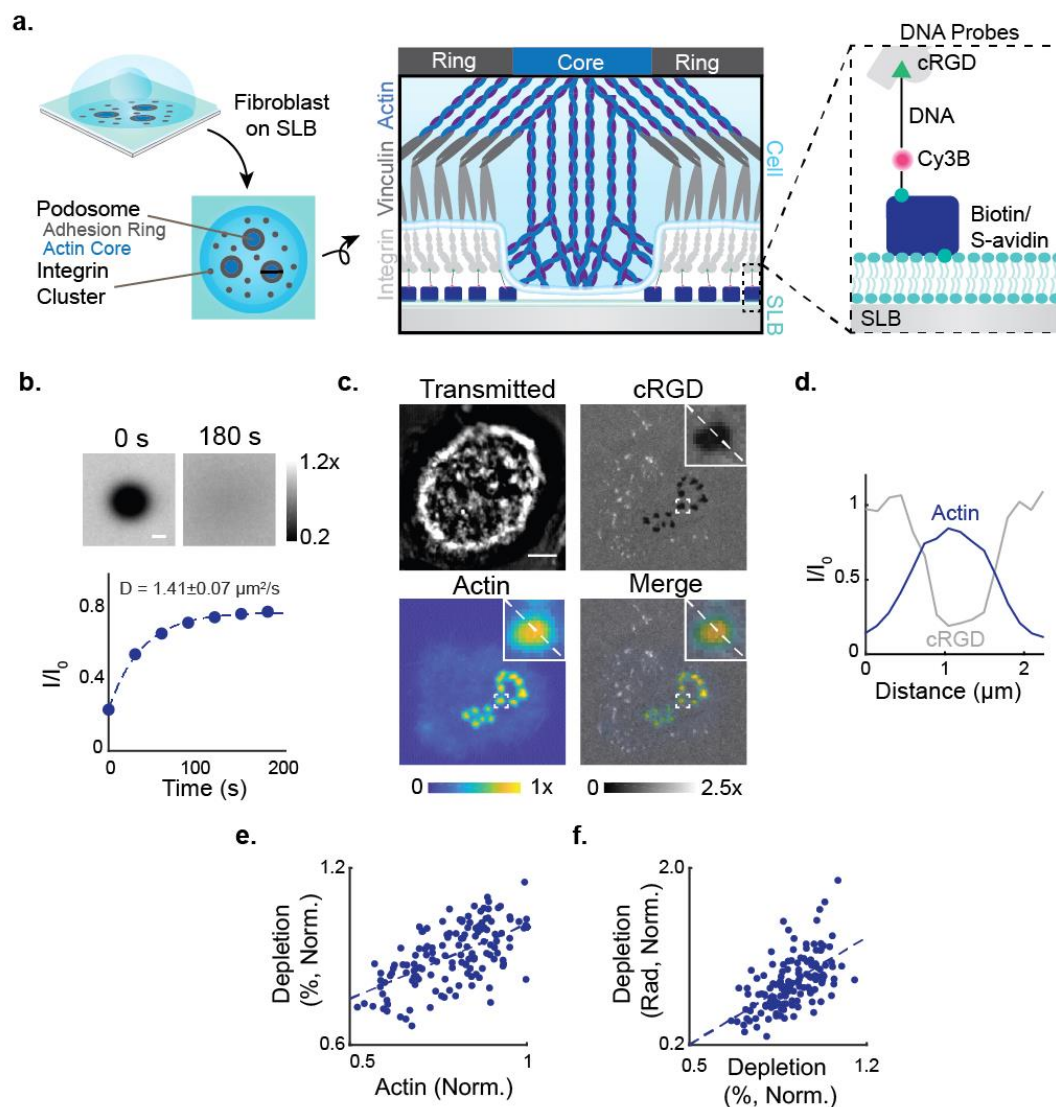 a.
Fibroblast
on SLB
Podosome
Adhesion Ring
Actin Core
Integrin
Cluster
Ring
Core
Ring
Integrin Vinculin Actin
Cell
SLB
DNA Probes
cRGD
DNA
Cy3B
Biotin/
S-avidin
SLB
b.
0 s
180 s
1.2x
0.2
D = 1.41±0.07 µm²/s
0.8
0.4
0
I/I₀
0
100
200
Time (s)
c.
Transmitted
cRGD
Actin
Merge
0
1x
0
2.5x
d.
1
0.5
0
I/I₀
Actin
cRGD
0
1
2
Distance (µm)
e.
1.2
Depletion
(%, Norm.)
0.6
0.5
1
Actin (Norm.)
f.
2.0
Depletion
(Rad, Norm.)
0.2
0.5
1.2
Depletion
(%, Norm.)